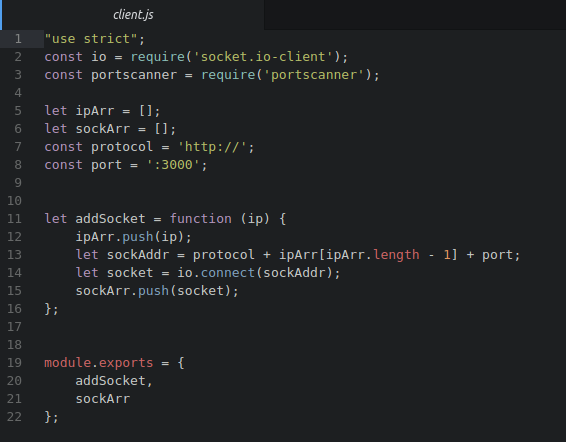 client.js
1 "use strict";
2 const io = require('socket.io-client');
3 const portscanner = require('portscanner');
4
5 let ipArr = [];
6 let sockArr = [];
7 const protocol = 'http://';
8 const port = ':3000';
9
10
11 let addSocket = function (ip) {
12     ipArr.push(ip);
13     let sockAddr = protocol + ipArr[ipArr.length - 1] + port;
14     let socket = io.connect(sockAddr);
15     sockArr.push(socket);
16 };
17
18
19 module.exports = {
20     addSocket,
21     sockArr
22 };